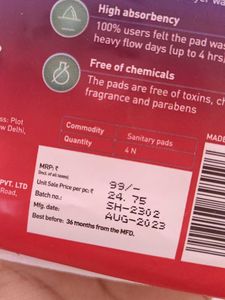 High absorbency
100% users felt the pad was
heavy flow days (up to 4 hrs
Free of chemicals
The pads are free of toxins, ch
fragrance and parabens
ess: Plot
w Delhi,
Commodity Sanitary pads
Quantity 4 N
MADE
PVT. LTD
Road,
MRP: ₹ 99/-
(Incl. of all taxes)
Unit Sale Price per pc: ₹ 24.75
Batch no.: SH-2302
Mfg. date: AUG-2023
Best before: 36 months from the MFD.